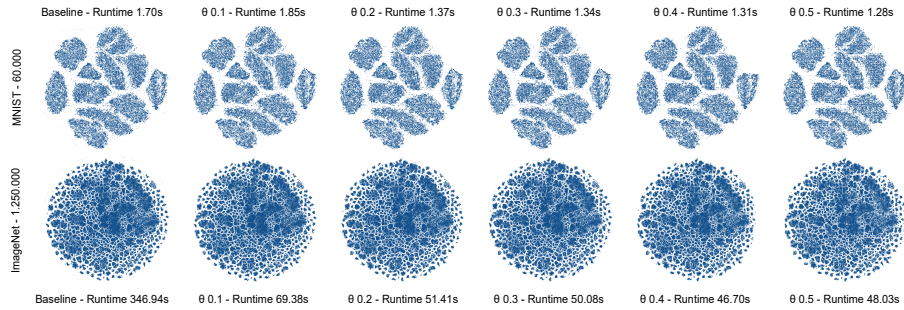 Baseline - Runtime 1.70s
θ 0.1 - Runtime 1.85s
θ 0.2 - Runtime 1.37s
θ 0.3 - Runtime 1.34s
θ 0.4 - Runtime 1.31s
θ 0.5 - Runtime 1.28s
MNIST - 60.000
ImageNet - 1.250.000
Baseline - Runtime 346.94s
θ 0.1 - Runtime 69.38s
θ 0.2 - Runtime 51.41s
θ 0.3 - Runtime 50.08s
θ 0.4 - Runtime 46.70s
θ 0.5 - Runtime 48.03s